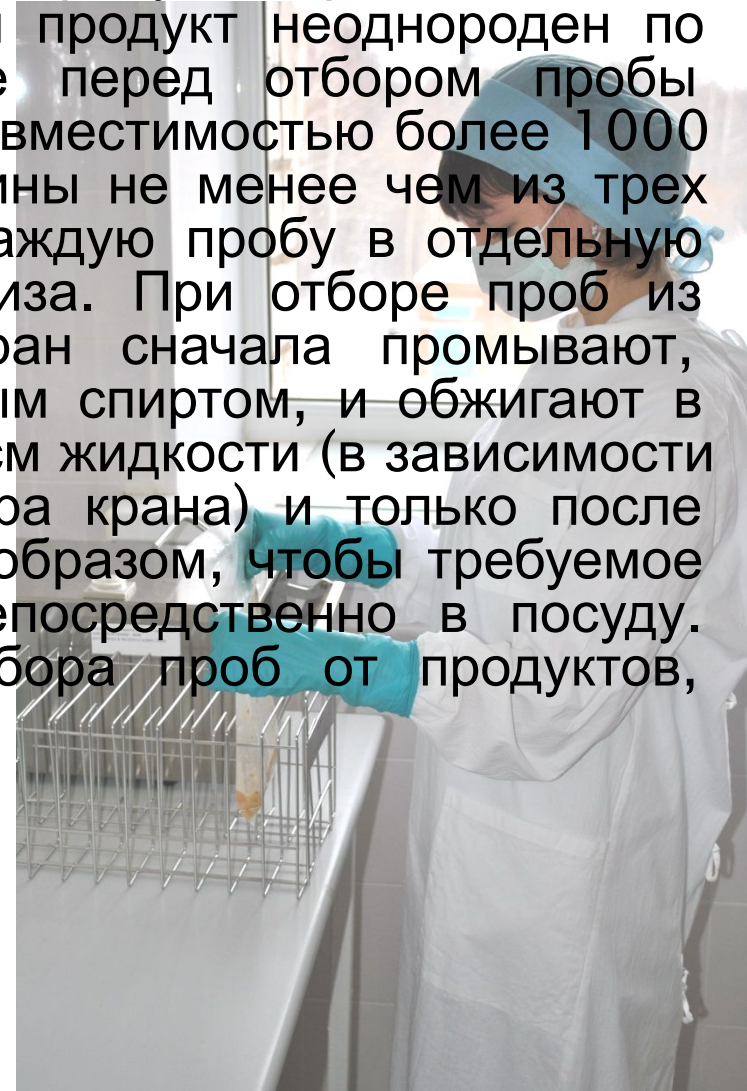 продукт неоднороден по
перед отбором пробы
вместимостью более 1000
ины не менее чем из трех
аждую пробу в отдельную
иза. При отборе проб из
ран сначала промывают,
ым спиртом, и обжигают в
см жидкости (в зависимости
ра крана) и только после
образом, чтобы требуемое
епосредственно в посуду.
бора проб от продуктов,